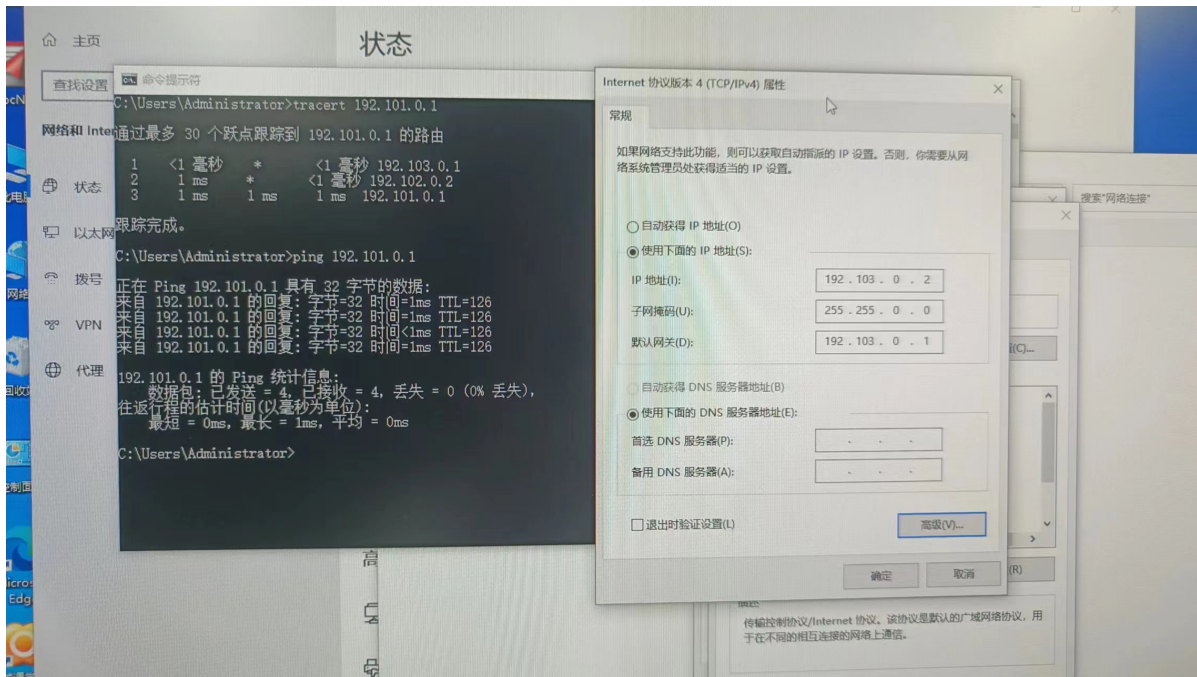 主页
状态
查找设置
网络和 Inter
状态
以太网
拨号
VPN
代理
命令提示符
C:\Users\Administrator>tracert 192.101.0.1
通过最多 30 个跃点跟踪到 192.101.0.1 的路由
1 <1 毫秒 * <1 毫秒 192.103.0.1
2 1 ms * <1 毫秒 192.102.0.2
3 1 ms 1 ms 1 ms 192.101.0.1
跟踪完成。
C:\Users\Administrator>ping 192.101.0.1
正在 Ping 192.101.0.1 具有 32 字节的数据:
来自 192.101.0.1 的回复: 字节=32 时间=1ms TTL=126
来自 192.101.0.1 的回复: 字节=32 时间=1ms TTL=126
来自 192.101.0.1 的回复: 字节=32 时间<1ms TTL=126
来自 192.101.0.1 的回复: 字节=32 时间=1ms TTL=126
192.101.0.1 的 Ping 统计信息:
数据包: 已发送 = 4, 已接收 = 4, 丢失 = 0 (0% 丢失),
往返行程的估计时间(以毫秒为单位):
最短 = 0ms, 最长 = 1ms, 平均 = 0ms
C:\Users\Administrator>
Internet 协议版本 4 (TCP/IPv4) 属性
常规
如果网络支持此功能，则可以获取自动指派的 IP 设置。否则，你需要从网
络系统管理员处获得适当的 IP 设置。
自动获得 IP 地址(O)
使用下面的 IP 地址(S):
IP 地址(I): 192 . 103 . 0 . 2
子网掩码(U): 255 . 255 . 0 . 0
默认网关(D): 192 . 103 . 0 . 1
自动获得 DNS 服务器地址(B)
使用下面的 DNS 服务器地址(E):
首选 DNS 服务器(P):
备用 DNS 服务器(A):
退出时验证设置(L)
高级(V)...
确定
取消
搜索"网络连接"
(C)...
(R)
描述
传输控制协议/Internet 协议。该协议是默认的广域网络协议，用
于在不同的相互连接的网络上通信。
高
网络
Edg